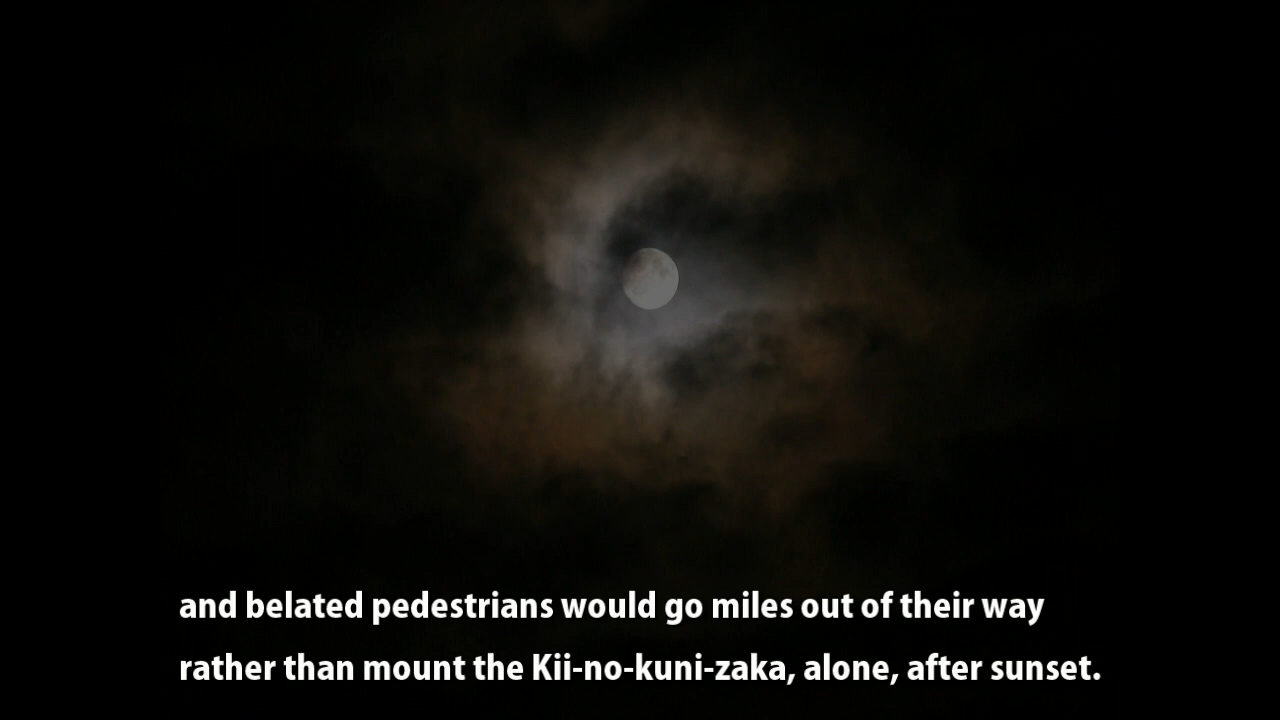 and belated pedestrians would go miles out of their way
rather than mount the Kii-no-kuni-zaka, alone, after sunset.